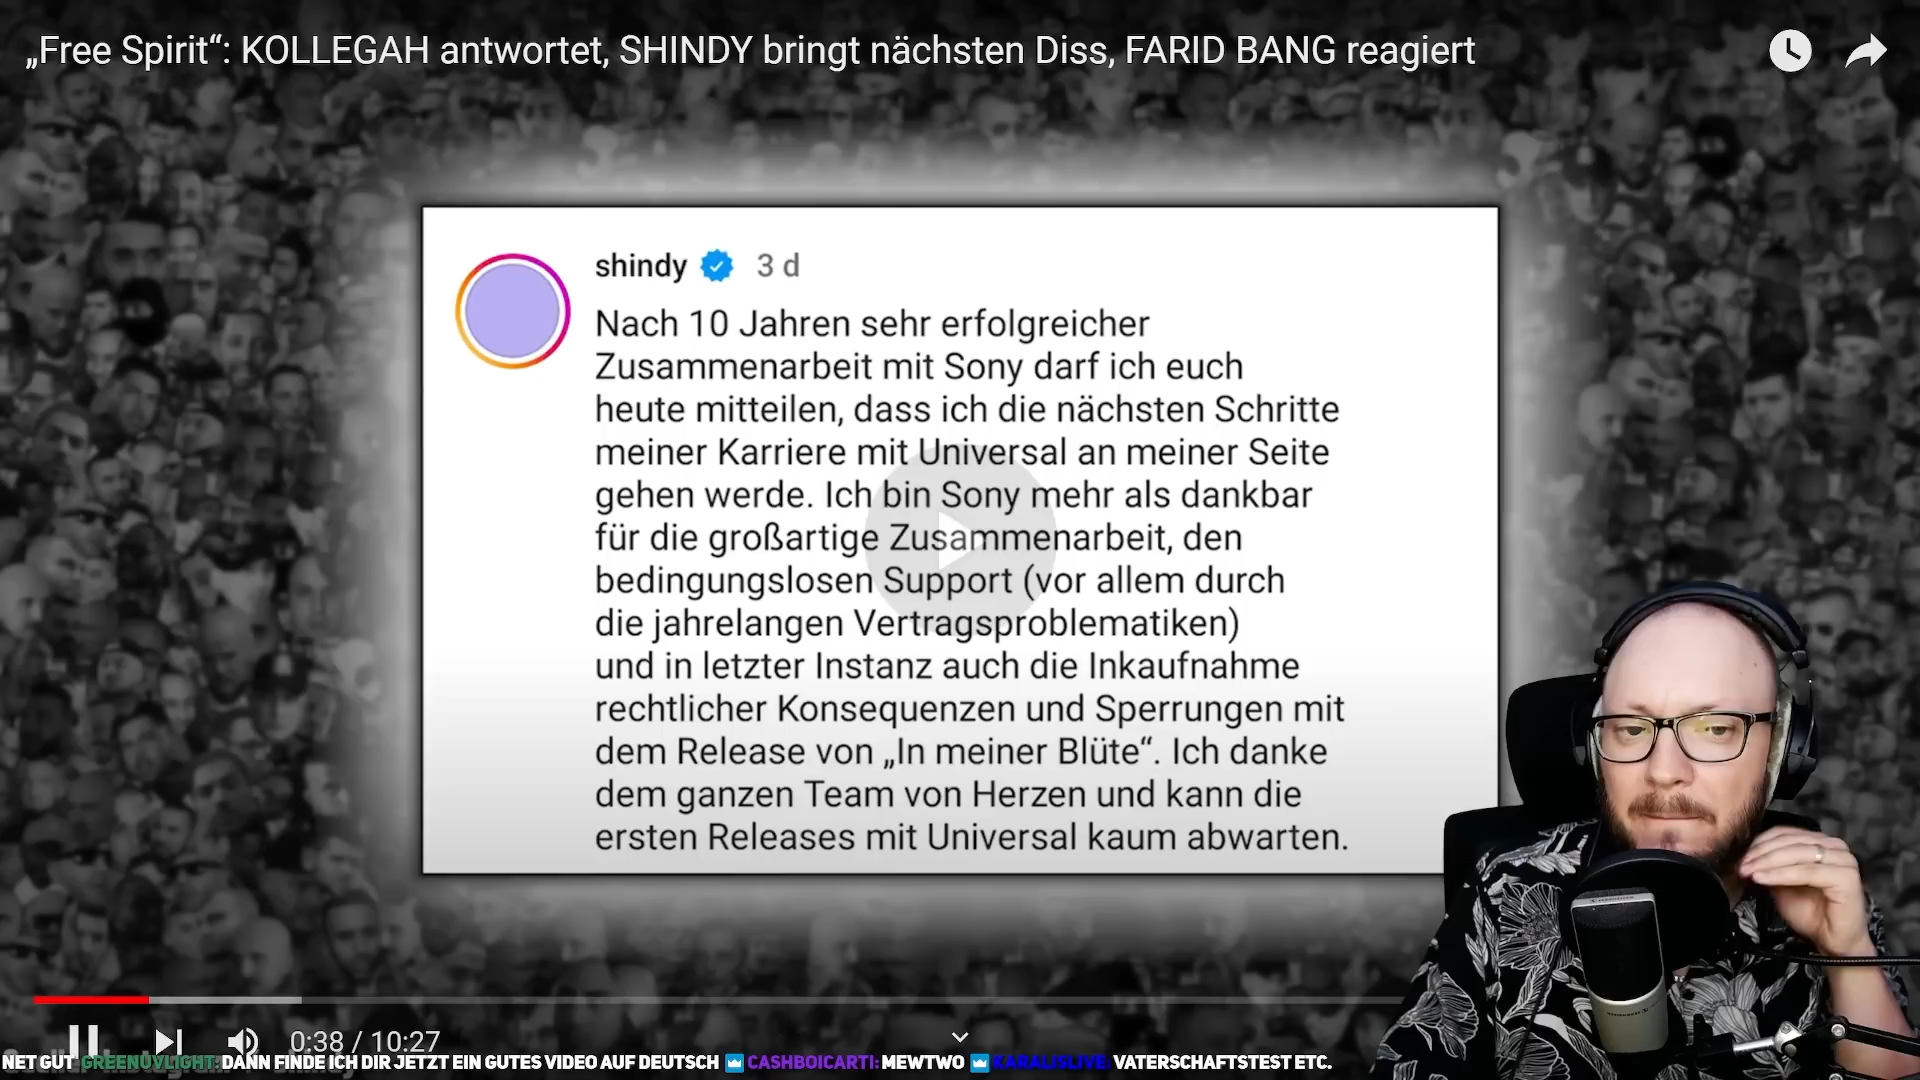 „Free Spirit“: KOLLEGAH antwortet, SHINDY bringt nächsten Diss, FARID BANG reagiert
shindy 3 d
Nach 10 Jahren sehr erfolgreicher
Zusammenarbeit mit Sony darf ich euch
heute mitteilen, dass ich die nächsten Schritte
meiner Karriere mit Universal an meiner Seite
gehen werde. Ich bin Sony mehr als dankbar
für die großartige Zusammenarbeit, den
bedingungslosen Support (vor allem durch
die jahrelangen Vertragsproblematiken)
und in letzter Instanz auch die Inkaufnahme
rechtlicher Konsequenzen und Sperrungen mit
dem Release von „In meiner Blüte“. Ich danke
dem ganzen Team von Herzen und kann die
ersten Releases mit Universal kaum abwarten.
0:38 / 10:27
NET GUT GREENUVLIGHT: DANN FINDE ICH DIR JETZT EIN GUTES VIDEO AUF DEUTSCH CASHBOICARTI: MEWTWO KARALISLIVE: VATERSCHAFTSTEST ETC.